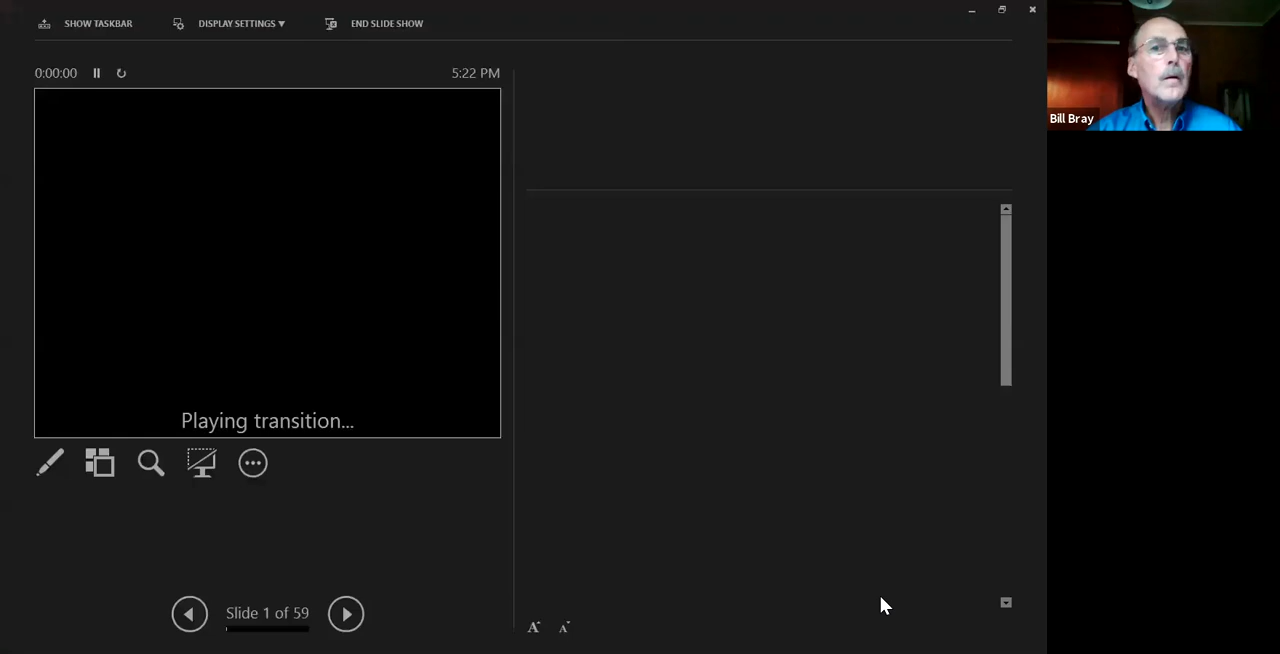 SHOW TASKBAR DISPLAY SETTINGS ▼ END SLIDE SHOW
0:00:00 5:22 PM
Bill Bray
Playing transition...
Slide 1 of 59
A A